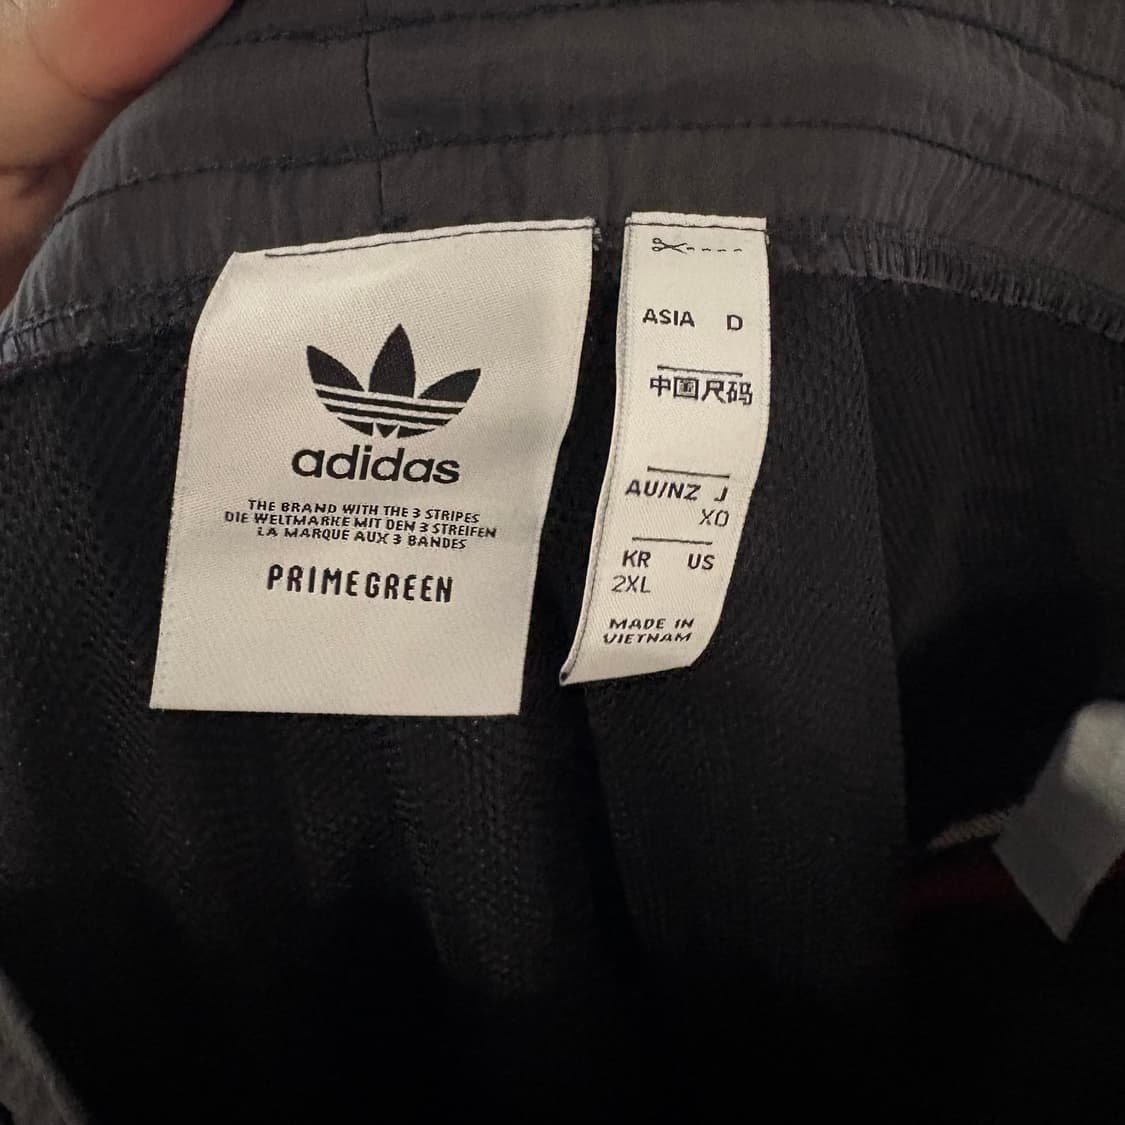 adidas
THE BRAND WITH THE 3 STRIPES
DIE WELTMARKE MIT DEN 3 STREIFEN
LA MARQUE AUX 3 BANDES
PRIMEGREEN
ASIA D
中国尺码
AU/NZ J
XO
KR US
2XL
MADE IN
VIETNAM